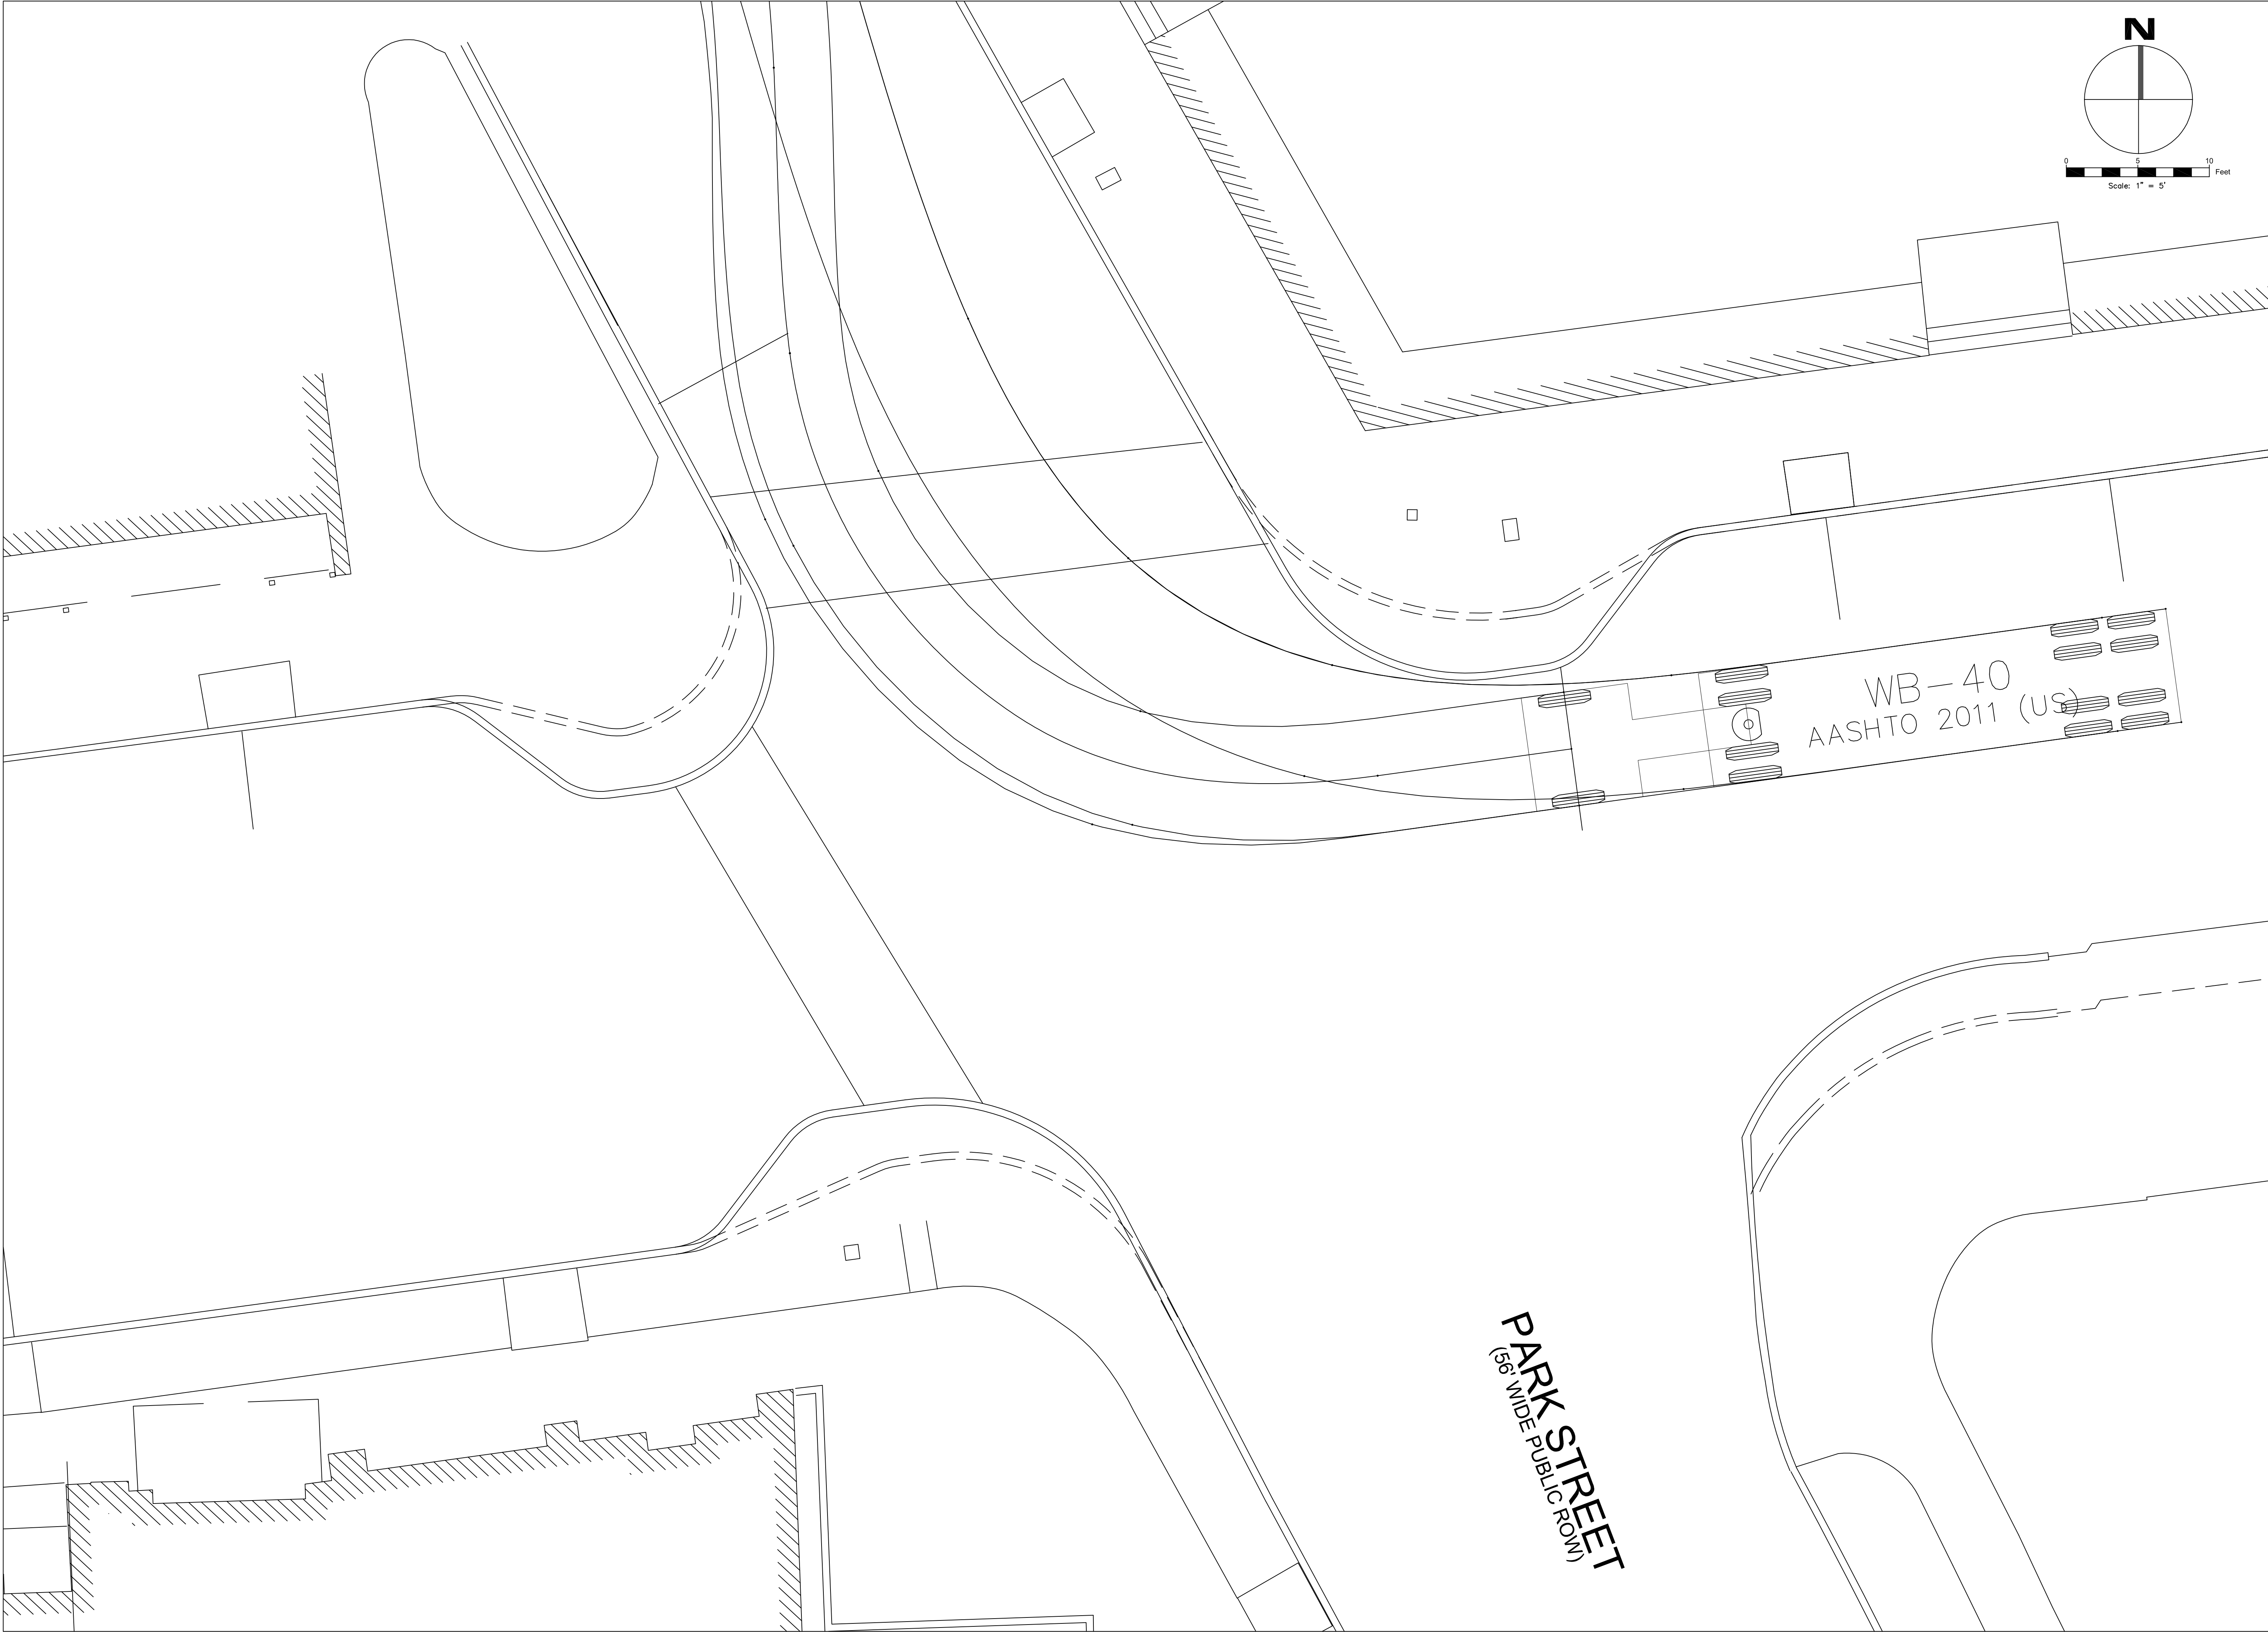 N
0 5 10
Feet
Scale: 1" = 5'
WB-40
AASHTO 2011 (US)
PARK STREET
(56' WIDE PUBLIC ROW)